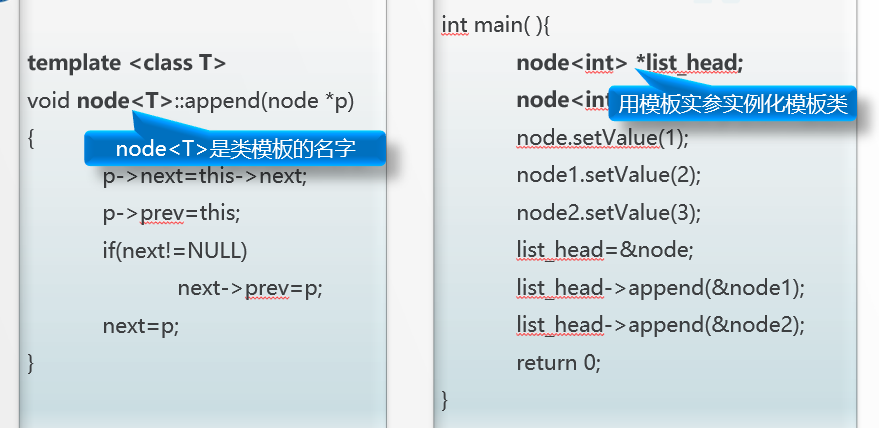 template <class T>
void node<T>::append(node *p)
{
node<T>是类模板的名字
p->next=this->next;
p->prev=this;
if(next!=NULL)
next->prev=p;
next=p;
}
int main( ){
node<int> *list_head;
node<int
用模板实参实例化模板类
node.setValue(1);
node1.setValue(2);
node2.setValue(3);
list_head=&node;
list_head->append(&node1);
list_head->append(&node2);
return 0;
}